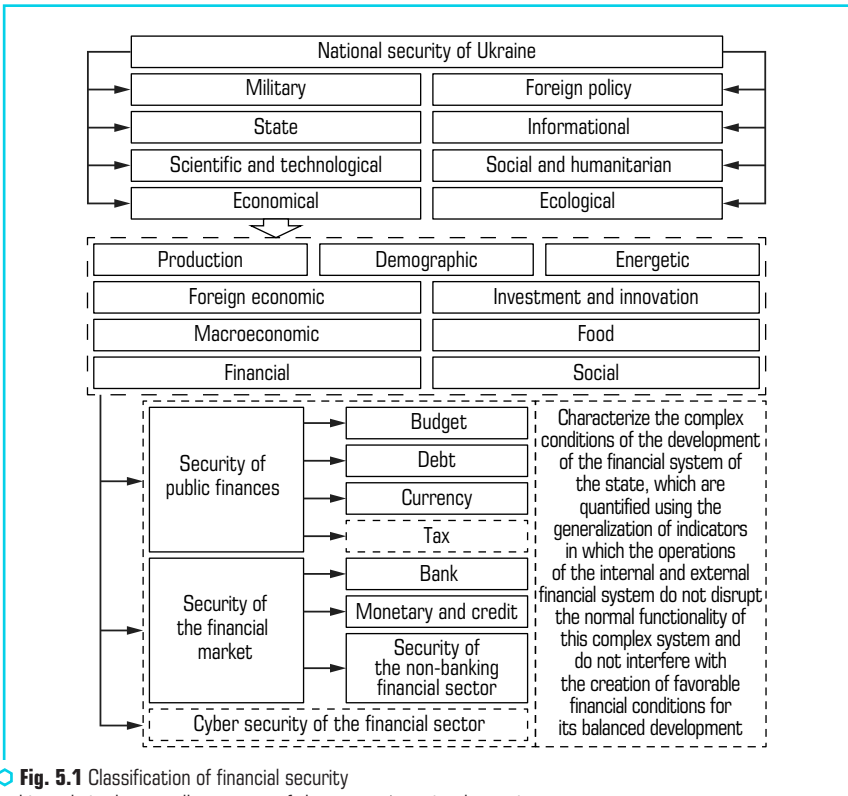 National security of Ukraine
Military
Foreign policy
State
Informational
Scientific and technological
Social and humanitarian
Economical
Ecological
Production
Demographic
Energetic
Foreign economic
Investment and innovation
Macroeconomic
Food
Financial
Social
Security of
public finances
Budget
Debt
Currency
Tax
Security of
the financial
market
Bank
Monetary and credit
Security of
the non-banking
financial sector
Cyber security of the financial sector
Characterize the complex
conditions of the development
of the financial system of
the state, which are
quantified using the
generalization of indicators
in which the operations
of the internal and external
financial system do not disrupt
the normal functionality of
this complex system and
do not interfere with
the creation of favorable
financial conditions for
its balanced development
Fig. 5.1 Classification of financial security